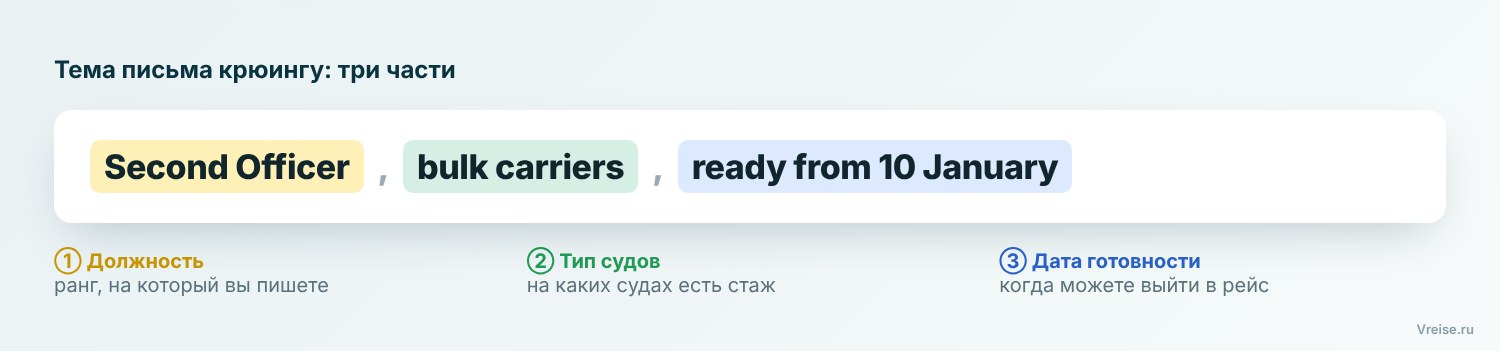 Тема письма крюингу: три части
Second Officer , bulk carriers , ready from 10 January
① Должность
ранг, на который вы пишете
② Тип судов
на каких судах есть стаж
③ Дата готовности
когда можете выйти в рейс
Vreise.ru